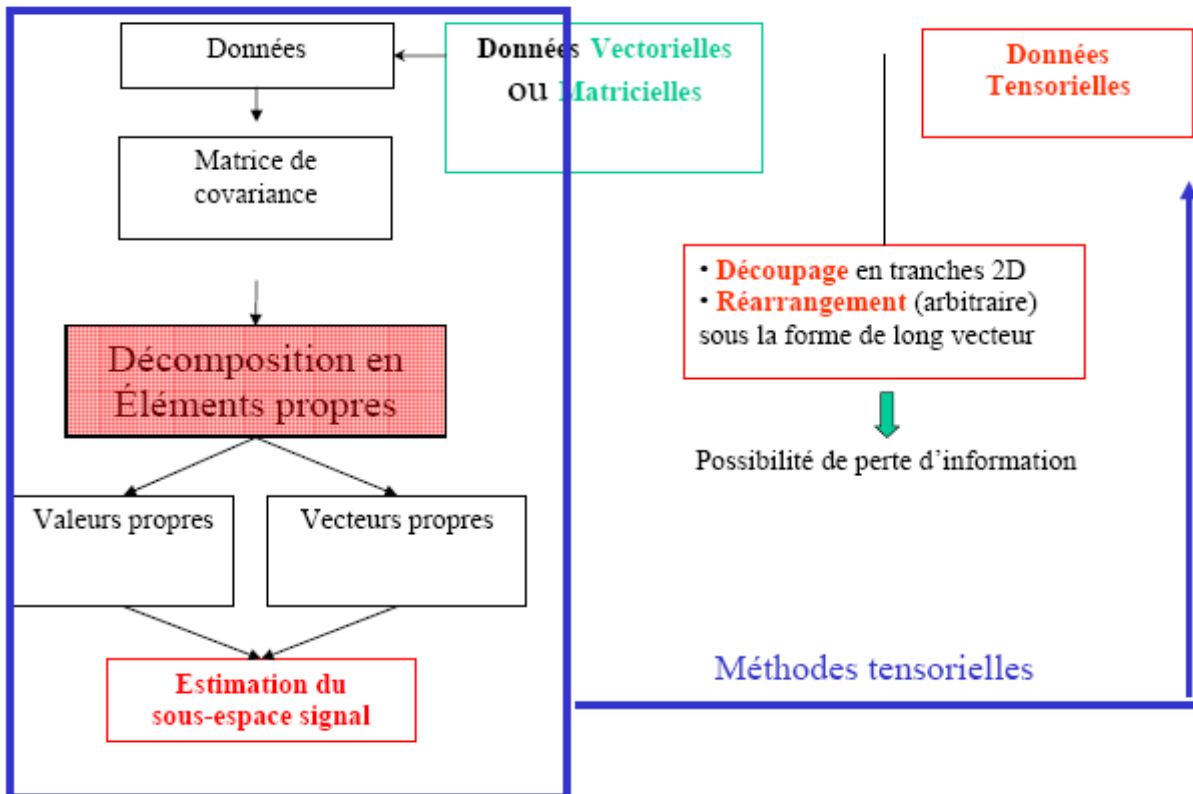 Données
Données Vectorielles
ou Matricielles
Données
Tensorielles
Matrice de
covariance
• Découpage en tranches 2D
• Réarrangement (arbitraire)
sous la forme de long vecteur
Décomposition en
Éléments propres
Possibilité de perte d’information
Valeurs propres
Vecteurs propres
Estimation du
sous-espace signal
Méthodes tensorielles